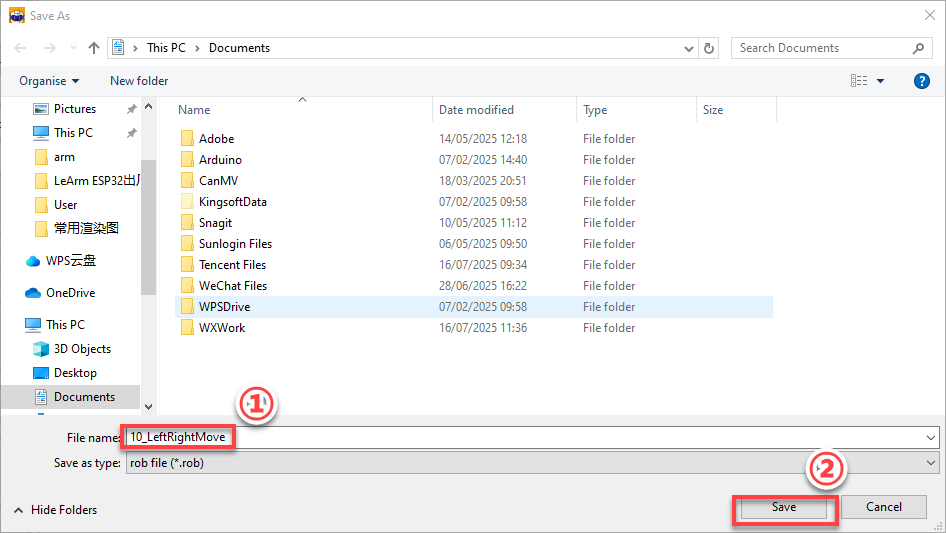 Save As
This PC > Documents
Search Documents
Organise
New folder
?
Pictures
This PC
arm
LeArm ESP32出厂
User
常用渲染图
WPS云盘
OneDrive
This PC
3D Objects
Desktop
Documents
Name Date modified Type Size
Adobe 14/05/2025 12:18 File folder
Arduino 07/02/2025 14:40 File folder
CanMV 18/03/2025 20:51 File folder
KingsoftData 07/02/2025 09:58 File folder
Snagit 10/05/2025 11:12 File folder
Sunlogin Files 06/05/2025 09:50 File folder
Tencent Files 16/07/2025 09:34 File folder
WeChat Files 28/06/2025 16:22 File folder
WPSDrive 07/02/2025 09:58 File folder
WXWork 16/07/2025 11:36 File folder
①
File name: 10_LeftRightMove
Save as type: rob file (*.rob)
②
Hide Folders
Save
Cancel